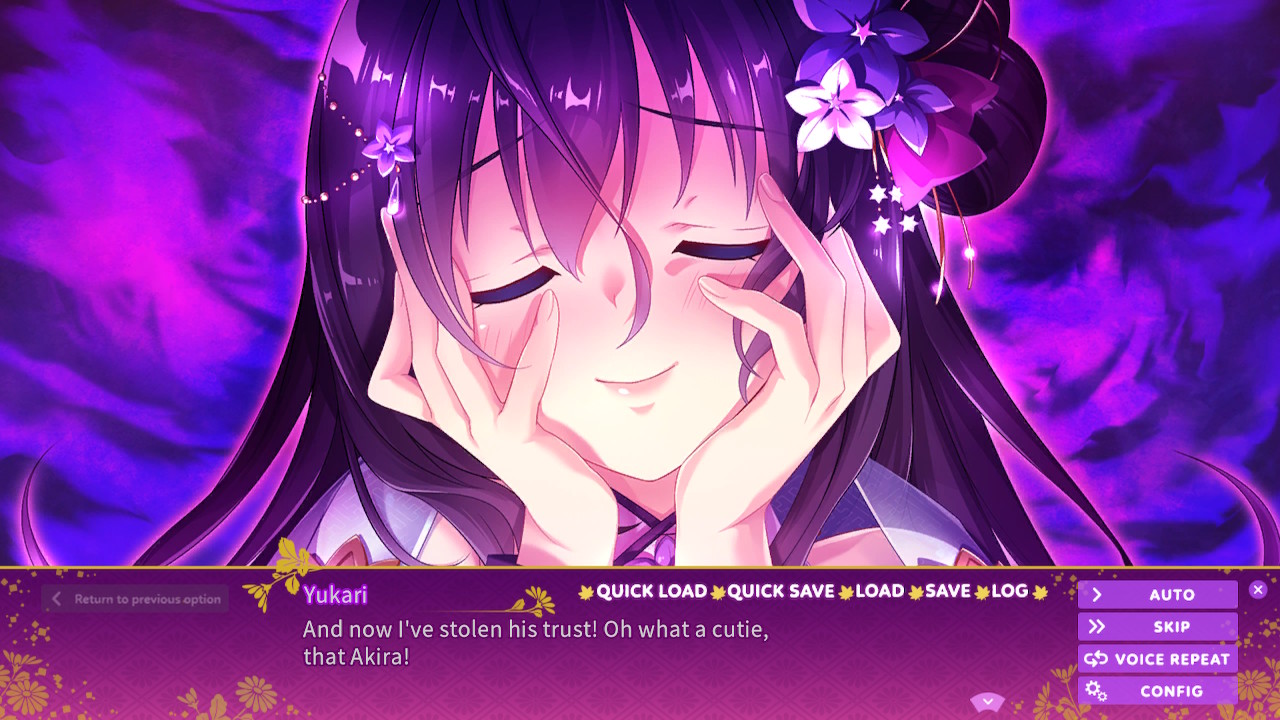 Yukari
And now I've stolen his trust! Oh what a cutie,
that Akira!
Return to previous option
QUICK LOAD QUICK SAVE LOAD SAVE LOG
AUTO
SKIP
VOICE REPEAT
CONFIG